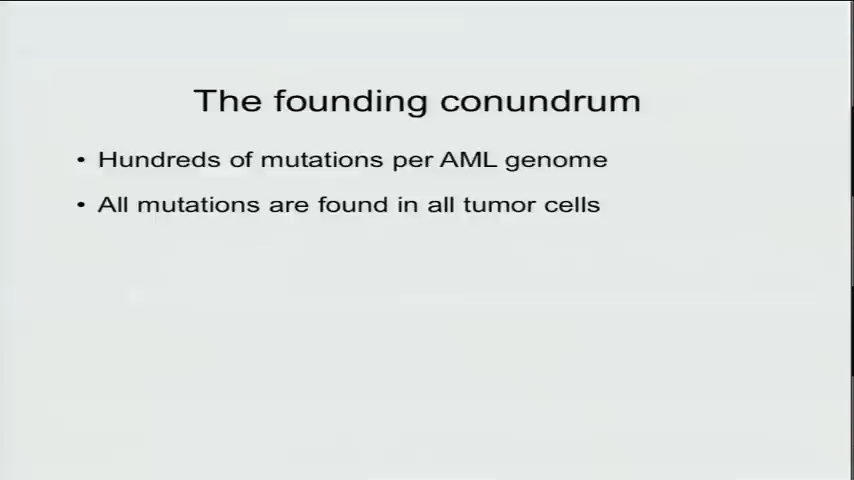 The founding conundrum
• Hundreds of mutations per AML genome
• All mutations are found in all tumor cells